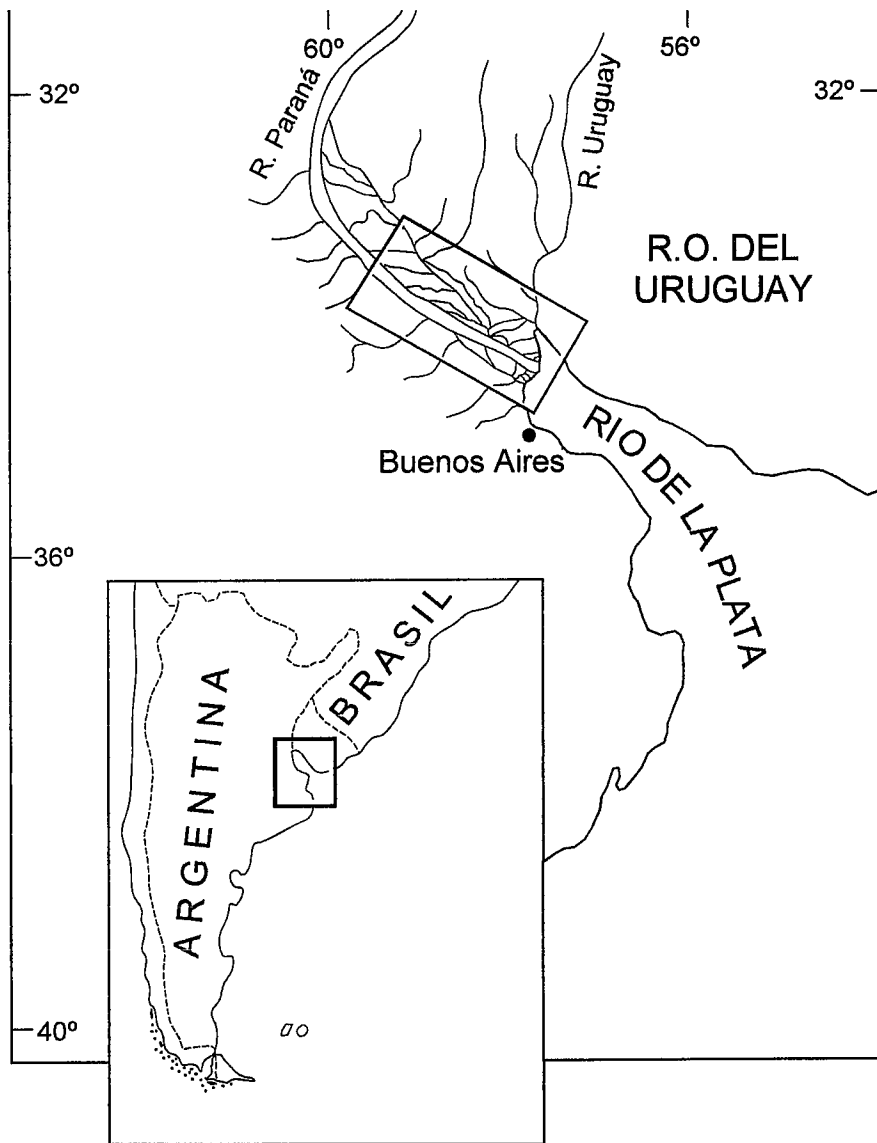 60º
56º
32º
32º
R. Paraná
R. Uruguay
R.O. DEL
URUGUAY
RIO DE LA PLATA
Buenos Aires
36º
BRASIL
ARGENTINA
40º